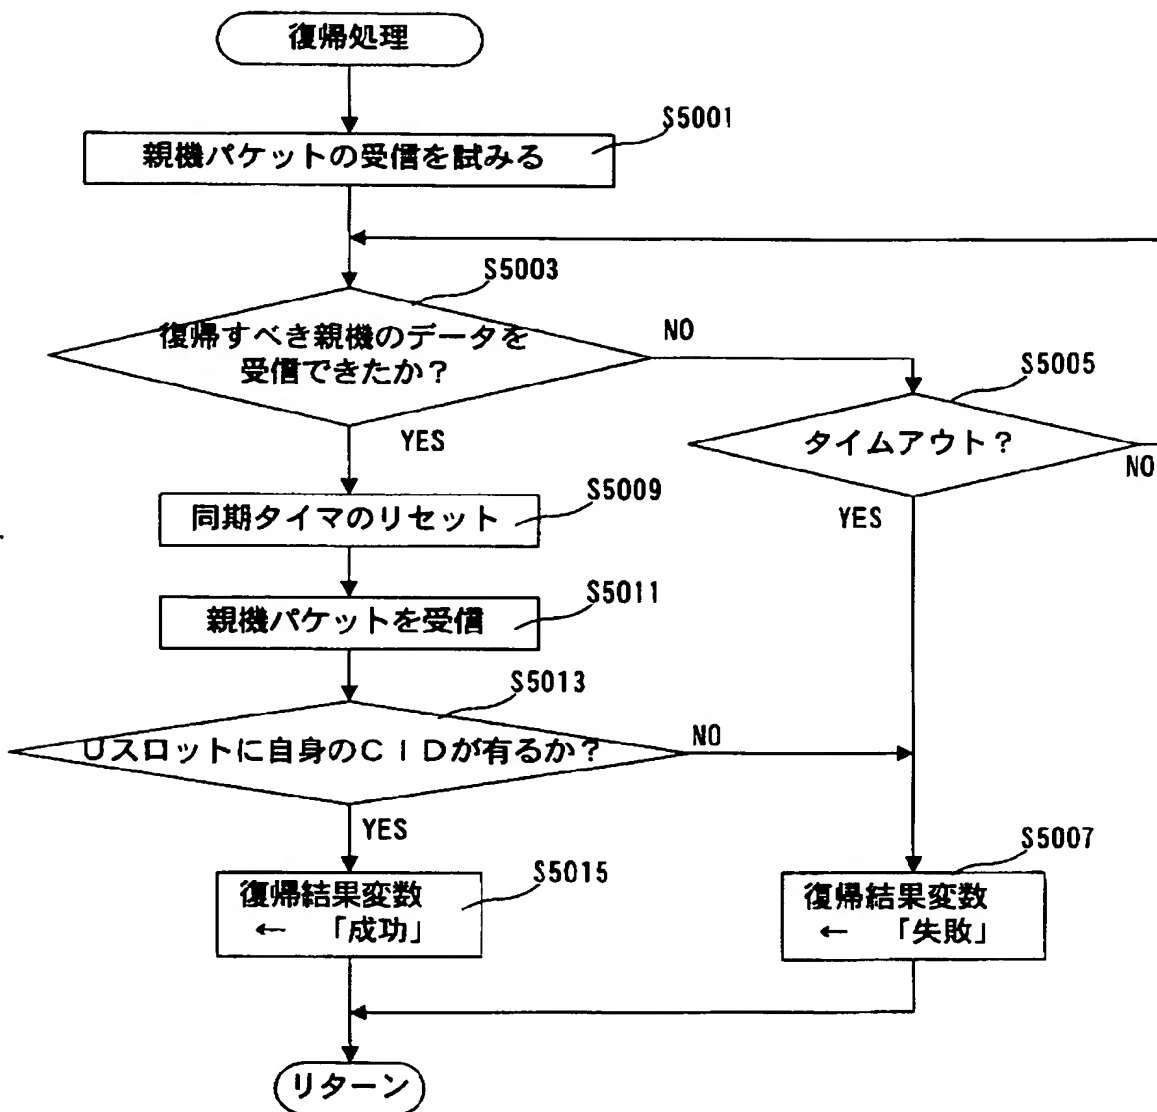 復帰処理
S5001
親機パケットの受信を試みる
S5003
復帰すべき親機のデータを
受信できたか？
NO
YES
S5005
タイムアウト？
NO
YES
S5009
同期タイマのリセット
S5011
親機パケットを受信
S5013
Uスロットに自身のCIDが有るか？
NO
YES
S5015
復帰結果変数
← 「成功」
S5007
復帰結果変数
← 「失敗」
リターン